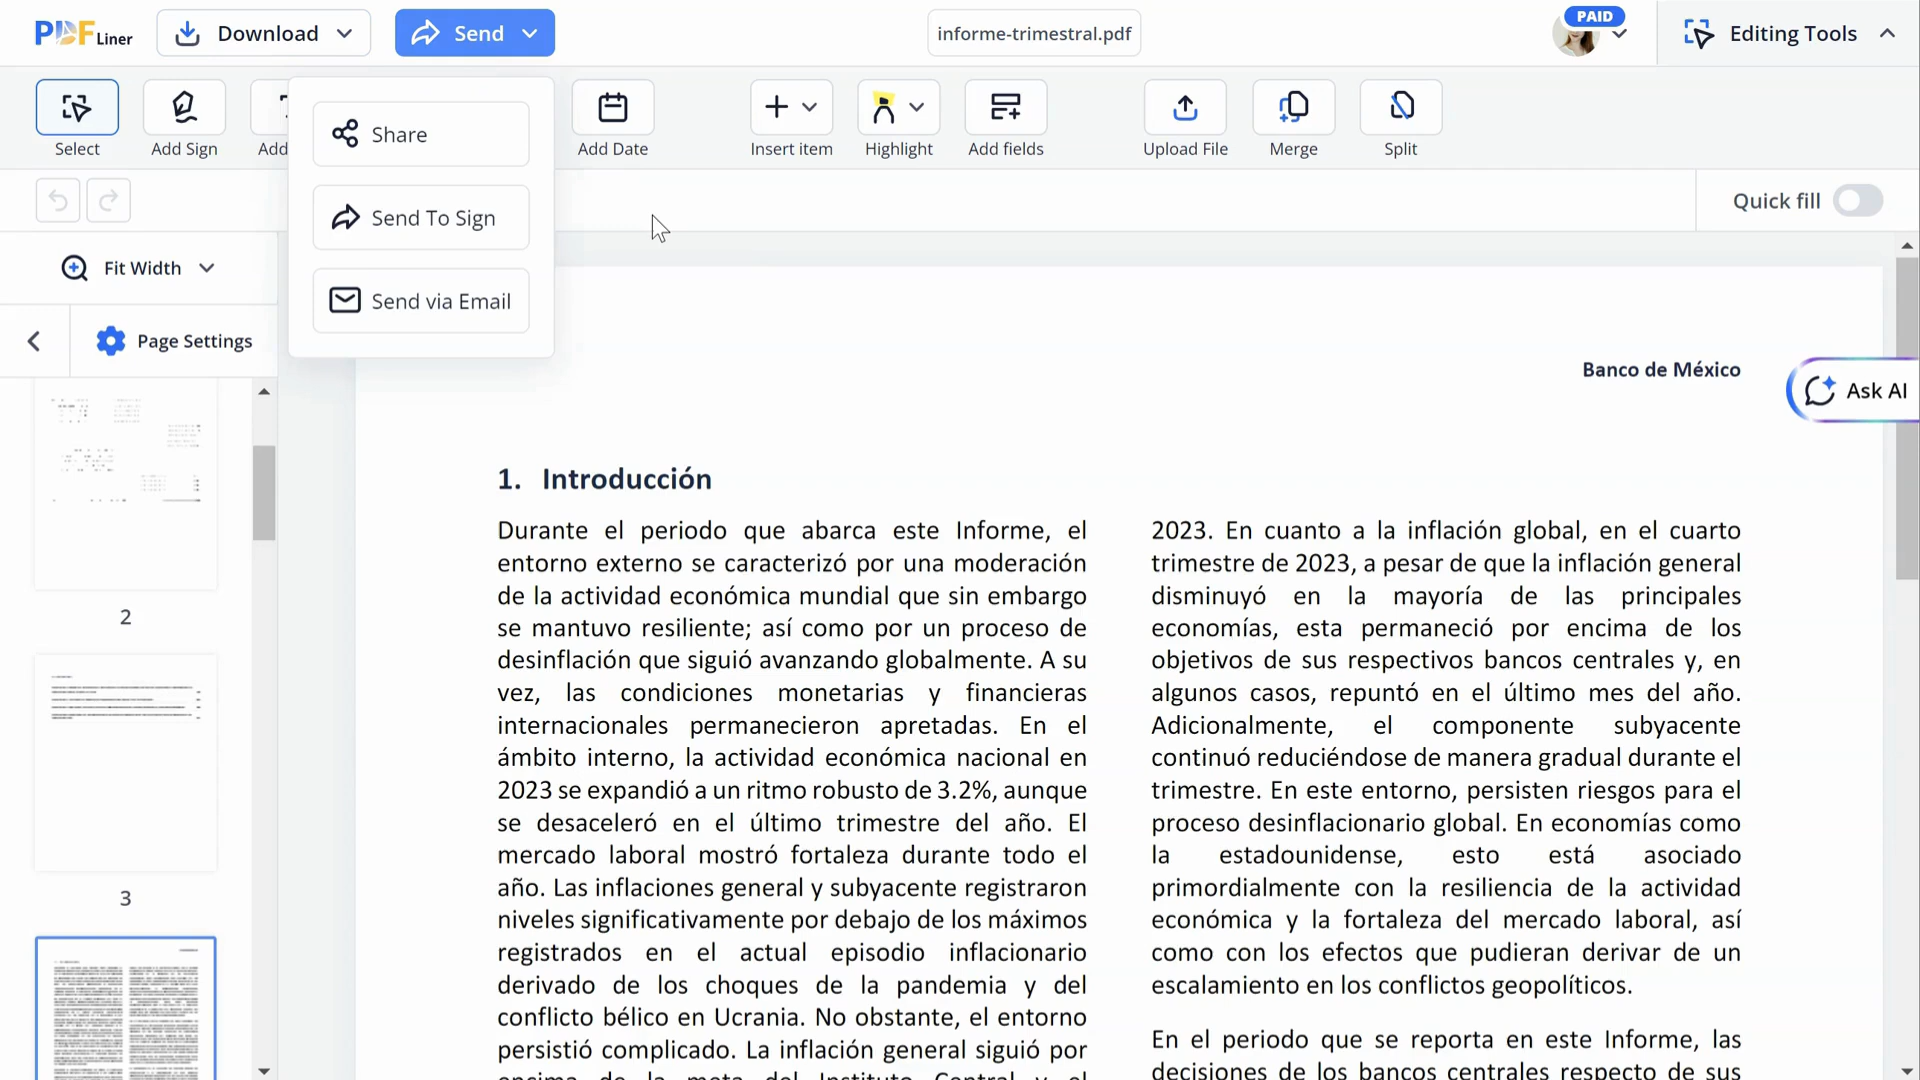 PDFLiner
Download
Send
informe-trimestral.pdf
PAID
Editing Tools
Select
Add Sign
Add
Add Date
Insert item
Highlight
Add fields
Upload File
Merge
Split
Share
Send To Sign
Send via Email
Quick fill
Fit Width
Page Settings
2
3
Ask AI
Banco de México
1. Introducción
Durante el periodo que abarca este Informe, el
entorno externo se caracterizó por una moderación
de la actividad económica mundial que sin embargo
se mantuvo resiliente; así como por un proceso de
desinflación que siguió avanzando globalmente. A su
vez, las condiciones monetarias y financieras
internacionales permanecieron apretadas. En el
ámbito interno, la actividad económica nacional en
2023 se expandió a un ritmo robusto de 3.2%, aunque
se desaceleró en el último trimestre del año. El
mercado laboral mostró fortaleza durante todo el
año. Las inflaciones general y subyacente registraron
niveles significativamente por debajo de los máximos
registrados en el actual episodio inflacionario
derivado de los choques de la pandemia y del
conflicto bélico en Ucrania. No obstante, el entorno
persistió complicado. La inflación general siguió por
encima de la meta del Instituto Central y el
2023. En cuanto a la inflación global, en el cuarto
trimestre de 2023, a pesar de que la inflación general
disminuyó en la mayoría de las principales
economías, esta permaneció por encima de los
objetivos de sus respectivos bancos centrales y, en
algunos casos, repuntó en el último mes del año.
Adicionalmente, el componente subyacente
continuó reduciéndose de manera gradual durante el
trimestre. En este entorno, persisten riesgos para el
proceso desinflacionario global. En economías como
la estadounidense, esto está asociado
primordialmente con la resiliencia de la actividad
económica y la fortaleza del mercado laboral, así
como con los efectos que pudieran derivar de un
escalamiento en los conflictos geopolíticos.
En el periodo que se reporta en este Informe, las
decisiones de los bancos centrales respecto de sus